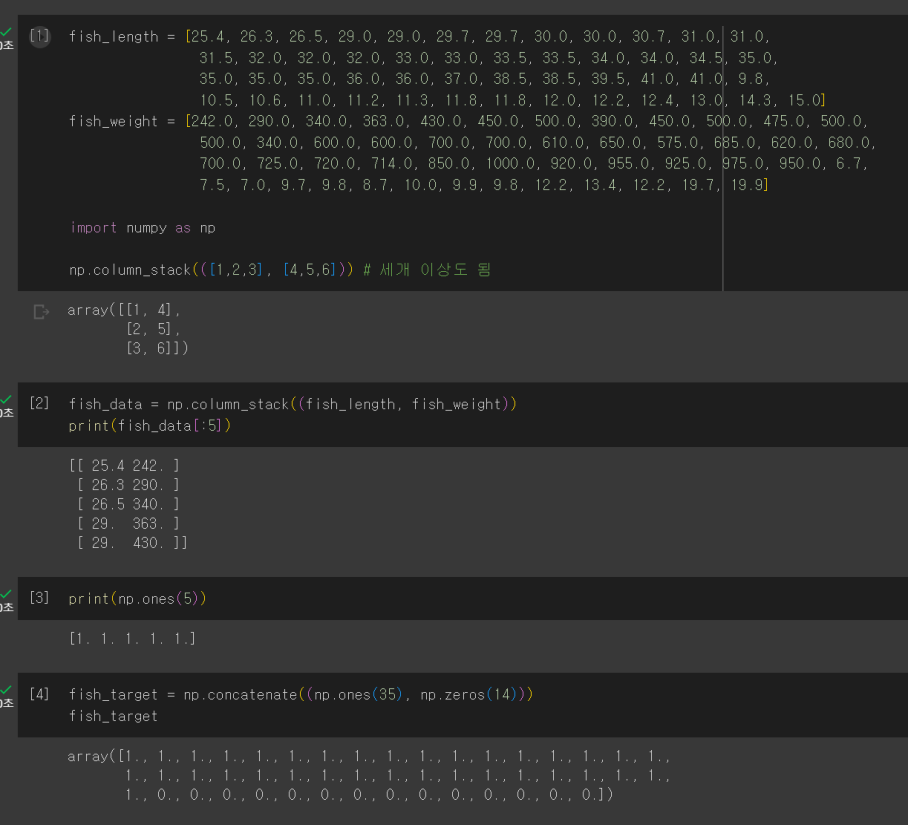 [1] fish_length = [25.4, 26.3, 26.5, 29.0, 29.0, 29.7, 29.7, 30.0, 30.0, 30.7, 31.0, 31.0,
31.5, 32.0, 32.0, 32.0, 33.0, 33.0, 33.5, 33.5, 34.0, 34.0, 34.5, 35.0,
35.0, 35.0, 35.0, 36.0, 36.0, 37.0, 38.5, 38.5, 39.5, 41.0, 41.0, 9.8,
10.5, 10.6, 11.0, 11.2, 11.3, 11.8, 11.8, 12.0, 12.2, 12.4, 13.0, 14.3, 15.0]
fish_weight = [242.0, 290.0, 340.0, 363.0, 430.0, 450.0, 500.0, 390.0, 450.0, 500.0, 475.0, 500.0,
500.0, 340.0, 600.0, 600.0, 700.0, 700.0, 610.0, 650.0, 575.0, 685.0, 620.0, 680.0,
700.0, 725.0, 720.0, 714.0, 850.0, 1000.0, 920.0, 955.0, 925.0, 975.0, 950.0, 6.7,
7.5, 7.0, 9.7, 9.8, 8.7, 10.0, 9.9, 9.8, 12.2, 13.4, 12.2, 19.7, 19.9]
import numpy as np
np.column_stack(([1,2,3], [4,5,6])) # 세개 이상도 됨
array([[1, 4],
[2, 5],
[3, 6]])
[2] fish_data = np.column_stack((fish_length, fish_weight))
0초
print(fish_data[:5])
[[ 25.4 242. ]
[ 26.3 290. ]
[ 26.5 340. ]
[ 29. 363. ]
[ 29. 430. ]]
[3] print(np.ones(5))
0초
[1. 1. 1. 1. 1.]
[4] fish_target = np.concatenate((np.ones(35), np.zeros(14)))
0초
fish_target
array([1., 1., 1., 1., 1., 1., 1., 1., 1., 1., 1., 1., 1., 1., 1., 1., 1.,
1., 1., 1., 1., 1., 1., 1., 1., 1., 1., 1., 1., 1., 1., 1., 1., 1.,
1., 0., 0., 0., 0., 0., 0., 0., 0., 0., 0., 0., 0., 0., 0.])